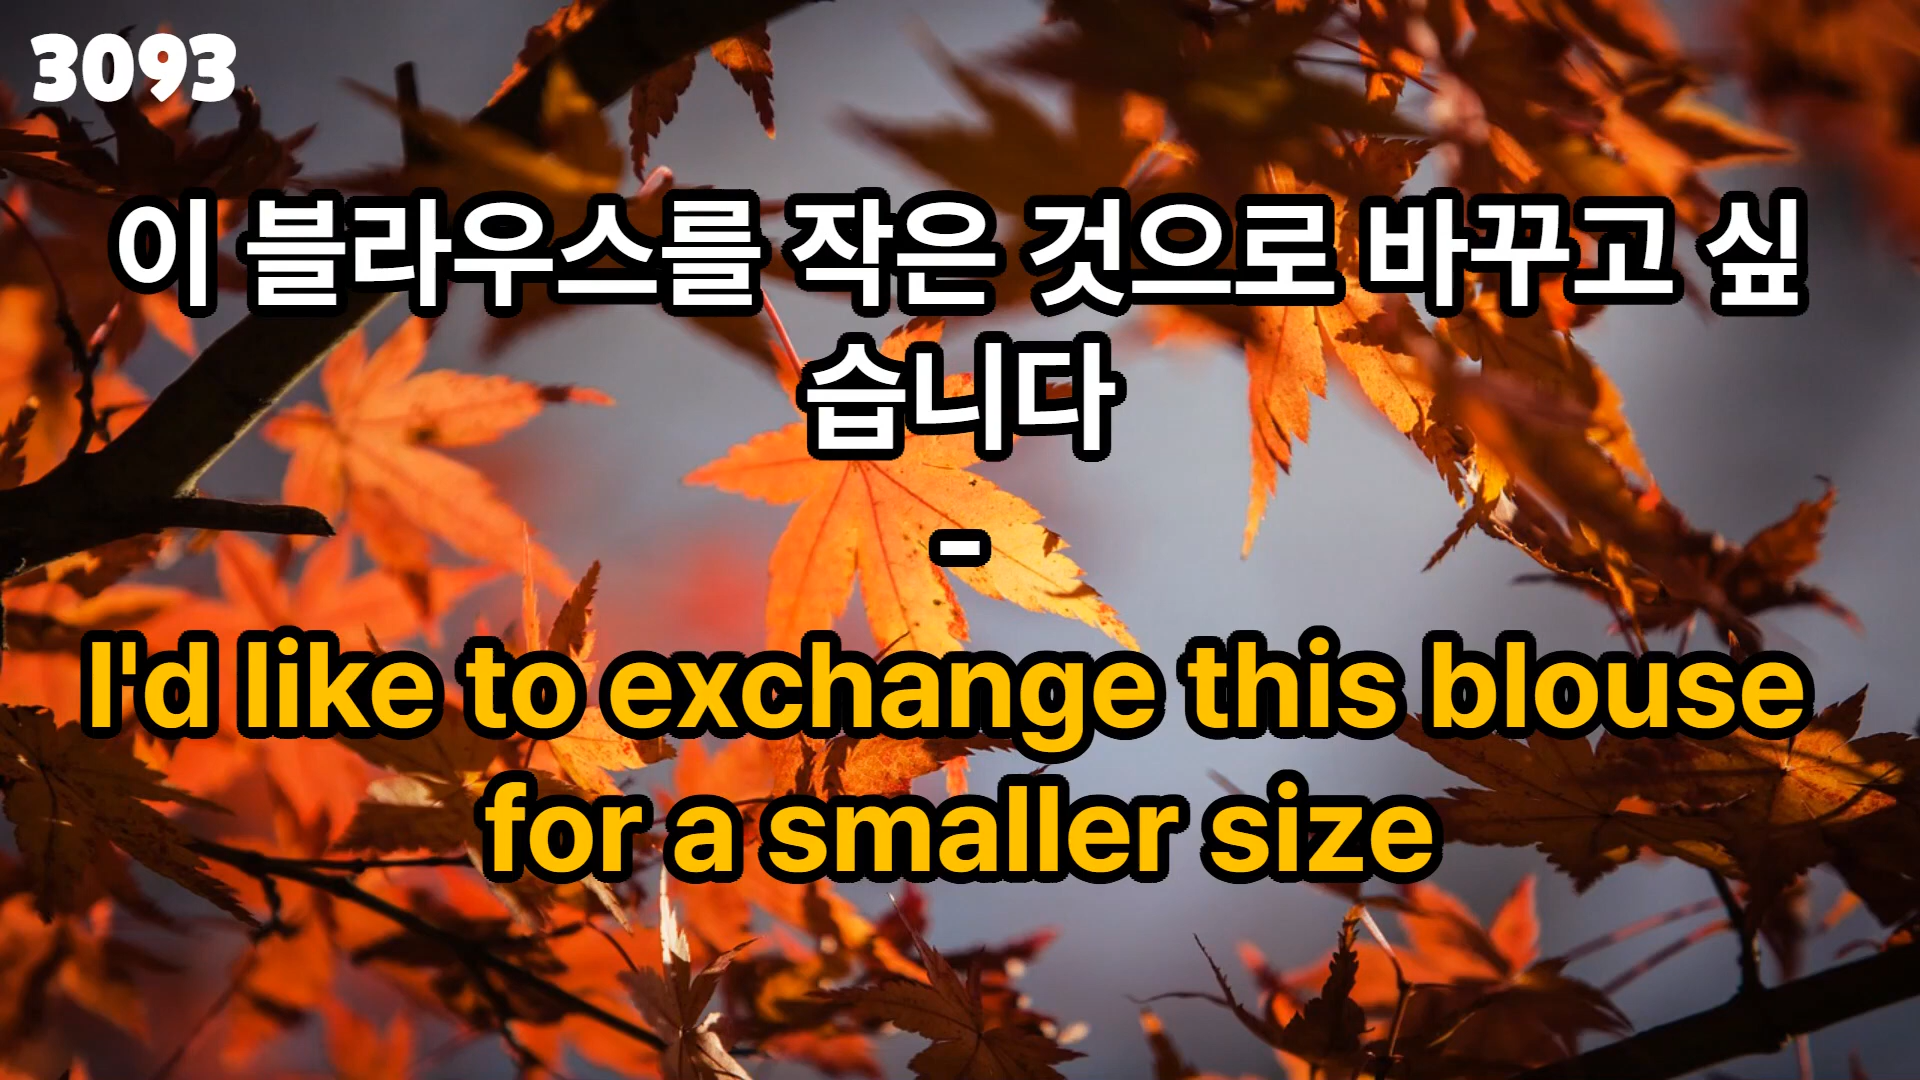 3093
이 블라우스를 작은 것으로 바꾸고 싶
습니다
-
I'd like to exchange this blouse
for a smaller size